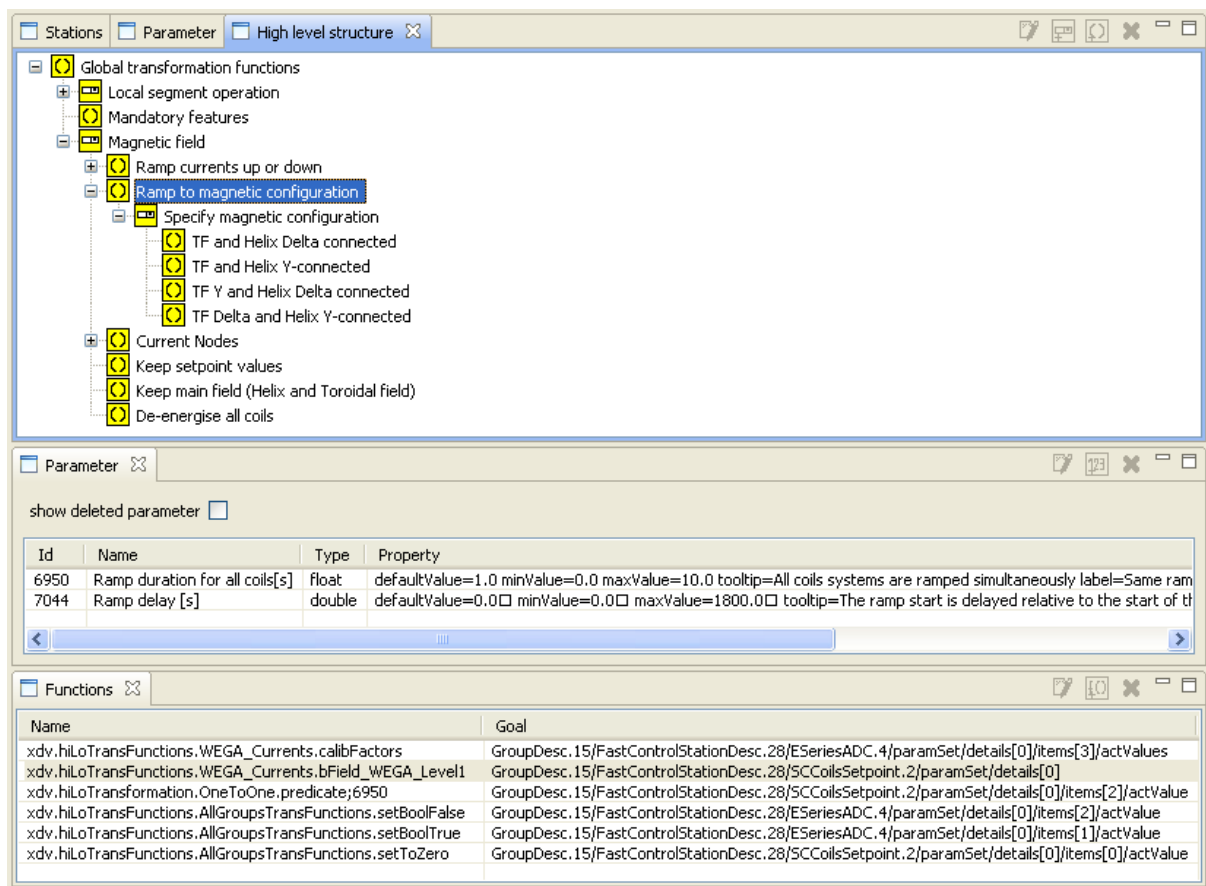 Stations Parameter High level structure
Global transformation functions
Local segment operation
Mandatory features
Magnetic field
Ramp currents up or down
Ramp to magnetic configuration
Specify magnetic configuration
TF and Helix Delta connected
TF and Helix Y-connected
TF Y and Helix Delta connected
TF Delta and Helix Y-connected
Current Nodes
Keep setpoint values
Keep main field (Helix and Toroidal field)
De-energise all coils
Parameter
show deleted parameter
Id Name Type Property
6950 Ramp duration for all coils[s] float defaultValue=1.0 minValue=0.0 maxValue=10.0 tooltip=All coils systems are ramped simultaneously label=Same ram
7044 Ramp delay [s] double defaultValue=0.0□ minValue=0.0□ maxValue=1800.0□ tooltip=The ramp start is delayed relative to the start of th
Functions
Name Goal
xdv.hiLoTransFunctions.WEGA_Currents.calibFactors GroupDesc.15/FastControlStationDesc.28/ESeriesADC.4/paramSet/details[0]/items[3]/actValues
xdv.hiLoTransFunctions.WEGA_Currents.bField_WEGA_Level1 GroupDesc.15/FastControlStationDesc.28/SCCoilsSetpoint.2/paramSet/details[0]
xdv.hiLoTransformation.OneToOne.predicate;6950 GroupDesc.15/FastControlStationDesc.28/SCCoilsSetpoint.2/paramSet/details[0]/items[2]/actValue
xdv.hiLoTransFunctions.AllGroupsTransFunctions.setBoolFalse GroupDesc.15/FastControlStationDesc.28/ESeriesADC.4/paramSet/details[0]/items[2]/actValue
xdv.hiLoTransFunctions.AllGroupsTransFunctions.setBoolTrue GroupDesc.15/FastControlStationDesc.28/ESeriesADC.4/paramSet/details[0]/items[1]/actValue
xdv.hiLoTransFunctions.AllGroupsTransFunctions.setToZero GroupDesc.15/FastControlStationDesc.28/SCCoilsSetpoint.2/paramSet/details[0]/items[0]/actValue